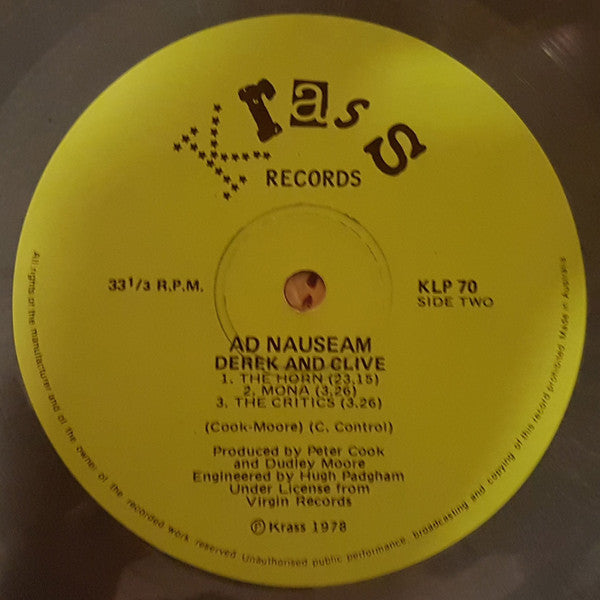 Krass
RECORDS
33 1/3 R.P.M.
KLP 70
SIDE TWO
AD NAUSEAM
DEREK AND CLIVE
1. THE HORN (23.15)
2. MONA (3.26)
3. THE CRITICS (3.26)
(Cook-Moore) (C. Control)
Produced by Peter Cook
and Dudley Moore
Engineered by Hugh Padgham
Under License from
Virgin Records
©Krass 1978
All rights of the manufacturer and of the owner of the recorded work reserved. Unauthorised public performance, broadcasting and copying of this record prohibited. Made in Australia